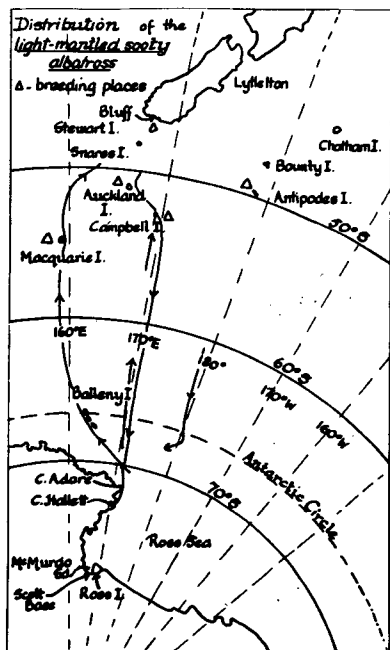 Distribution of the
light-mantled sooty
albatross
△- breeding places
Lyttelton
Bluff
Stewart I.
Snares I.
Chatham I.
Bounty I.
Auckland
I.
Campbell I.
Antipodes I.
50°S
Macquarie I.
160°E
170°E
180°
60°S
170°W
160°W
Balleny I.
Antarctic Circle
C. Adare
C. Hallett
70°S
McMurdo
Sd.
Ross Sea
Scott
Base
Ross I.